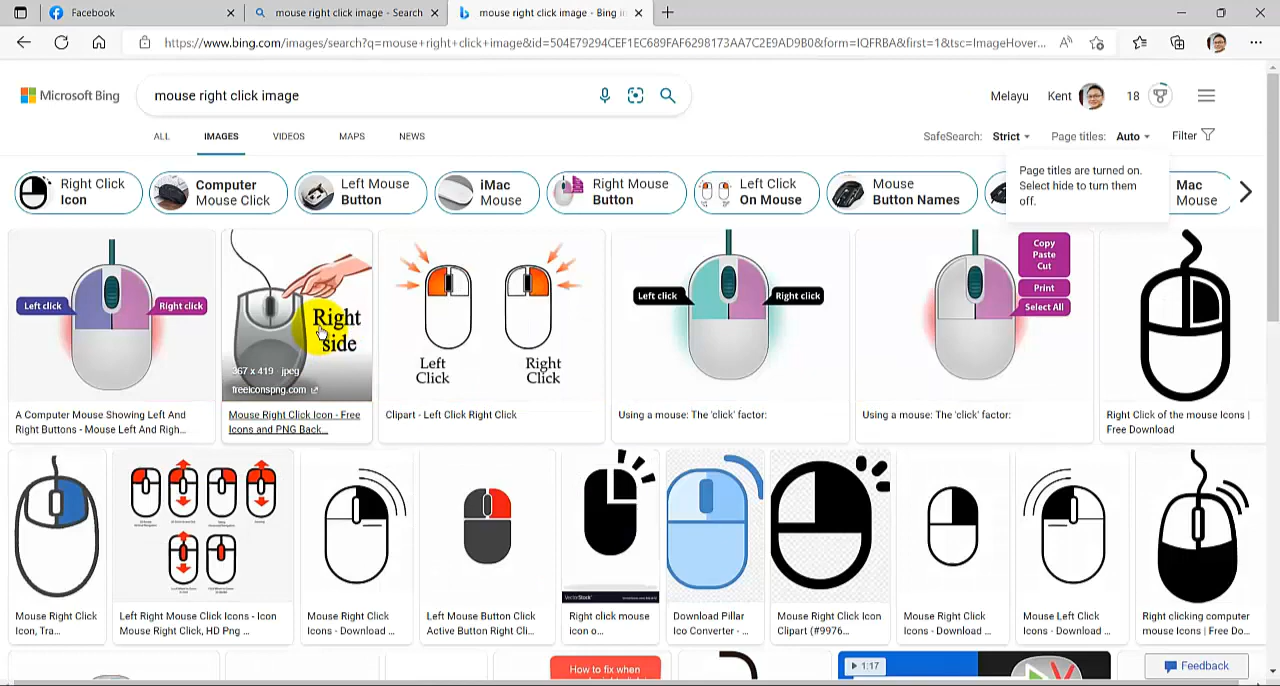 Facebook
mouse right click image - Search
mouse right click image - Bing in
https://www.bing.com/images/search?q=mouse+right+click+image&id=504E79294CEF1EC689FAF6298173AA7C2E9AD9B0&form=IQFRBA&first=1&tsc=ImageHover...
Microsoft Bing
mouse right click image
Melayu
Kent
18
ALL
IMAGES
VIDEOS
MAPS
NEWS
SafeSearch: Strict
Page titles: Auto
Filter
Page titles are turned on.
Select hide to turn them
off.
Right Click
Icon
Computer
Mouse Click
Left Mouse
Button
iMac
Mouse
Right Mouse
Button
Left Click
On Mouse
Mouse
Button Names
Mac
Mouse
Left click
Right click
Right
side
367 x 419 jpeg
freeiconspng.com
Left
Click
Right
Click
Left click
Right click
Copy
Paste
Cut
Print
Select All
A Computer Mouse Showing Left And
Right Buttons - Mouse Left And Righ...
Mouse Right Click Icon - Free
Icons and PNG Back...
Clipart - Left Click Right Click
Using a mouse: The 'click' factor:
Using a mouse: The 'click' factor:
Right Click of the mouse Icons |
Free Download
VectorStock
Mouse Right Click
Icon, Tra...
Left Right Mouse Click Icons - Icon
Mouse Right Click, HD Png ...
Mouse Right Click
Icons - Download ...
Left Mouse Button Click
Active Button Right Cli...
Right click mouse
icon o...
Download Pillar
Ico Converter - ...
Mouse Right Click Icon
Clipart (#9976...
Mouse Right Click
Icons - Download ...
Mouse Left Click
Icons - Download ...
Right clicking computer
mouse Icons | Free Do...
How to fix when
1:17
Feedback